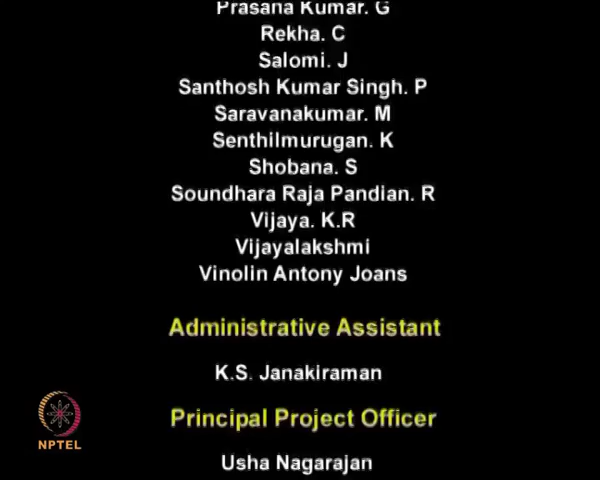 Prasana Kumar. G
Rekha. C
Salomi. J
Santhosh Kumar Singh. P
Saravanakumar. M
Senthilmurugan. K
Shobana. S
Soundhara Raja Pandian. R
Vijaya. K.R
Vijayalakshmi
Vinolin Antony Joans
Administrative Assistant
K.S. Janakiraman
Principal Project Officer
Usha Nagarajan
NPTEL